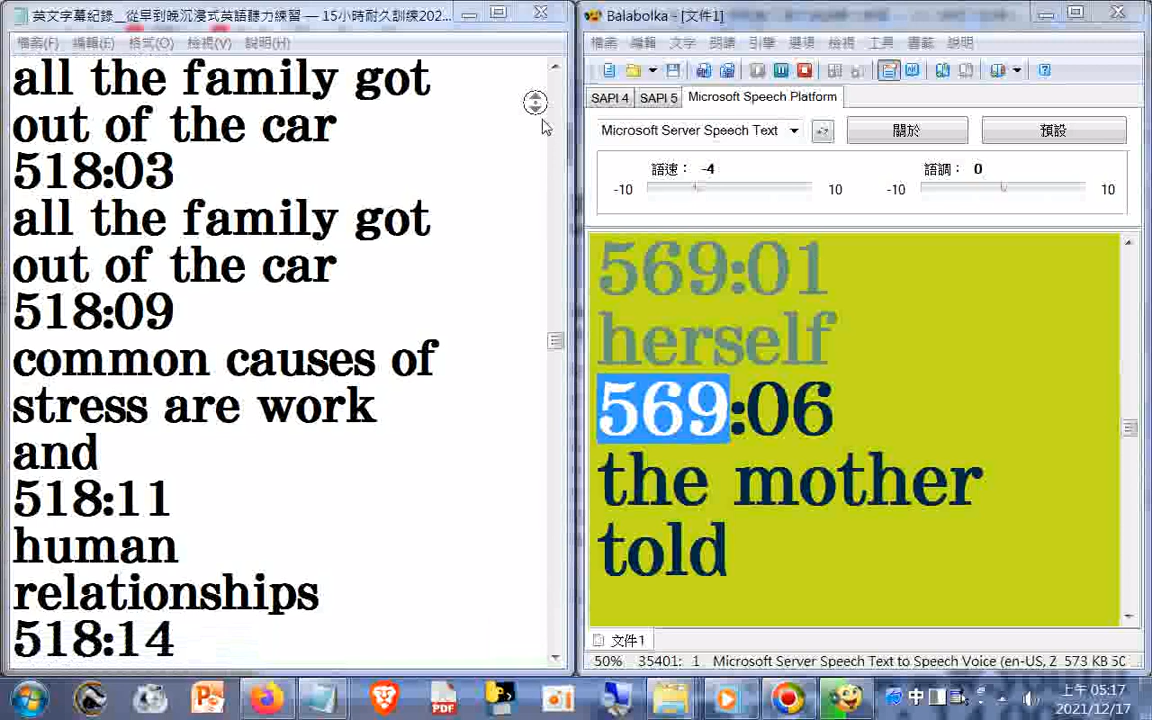 英文字幕紀錄__從早到晚沉浸式英語聽力練習 — 15小時耐久訓練202...
檔案(F) 編輯(E) 格式(O) 檢視(V) 說明(H)
all the family got
out of the car
518:03
all the family got
out of the car
518:09
common causes of
stress are work
and
518:11
human
relationships
518:14
Balabolka - [文件1]
檔案 編輯 文字 朗讀 引擎 選項 檢視 工具 書籤 說明
SAPI 4 SAPI 5 Microsoft Speech Platform
Microsoft Server Speech Text 關於 預設
語速： -4 語調： 0
-10 10 -10 10
569:01
herself
569:06
the mother
told
文件1
50% 35401: 1 Microsoft Server Speech Text to Speech Voice (en-US, 2 573 KB 50
PDF
中
上午 05:17
2021/12/17